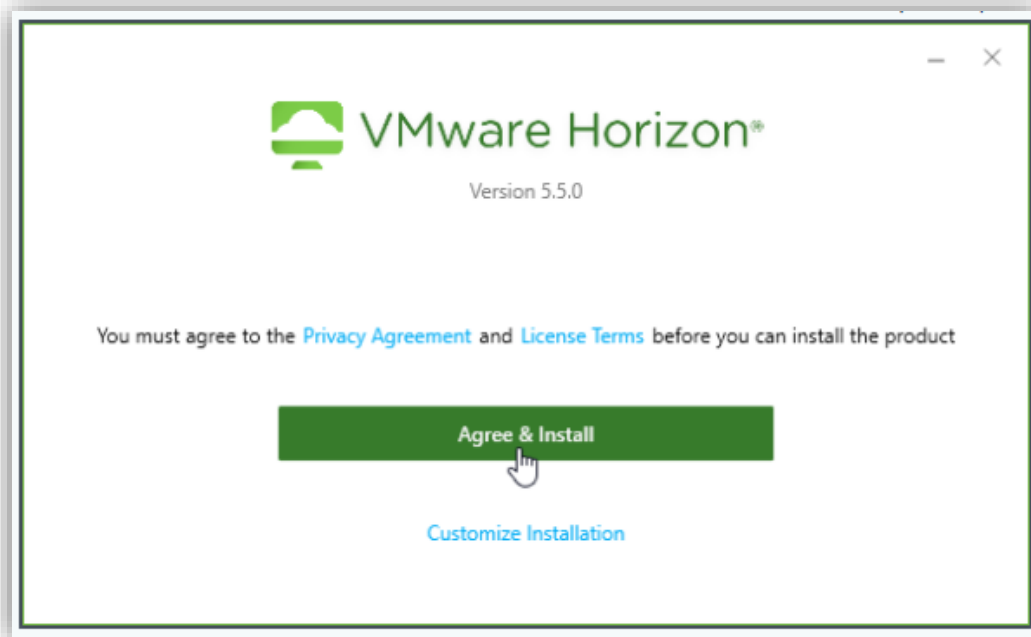 VMware Horizon®
Version 5.5.0
You must agree to the Privacy Agreement and License Terms before you can install the product
Agree & Install
Customize Installation